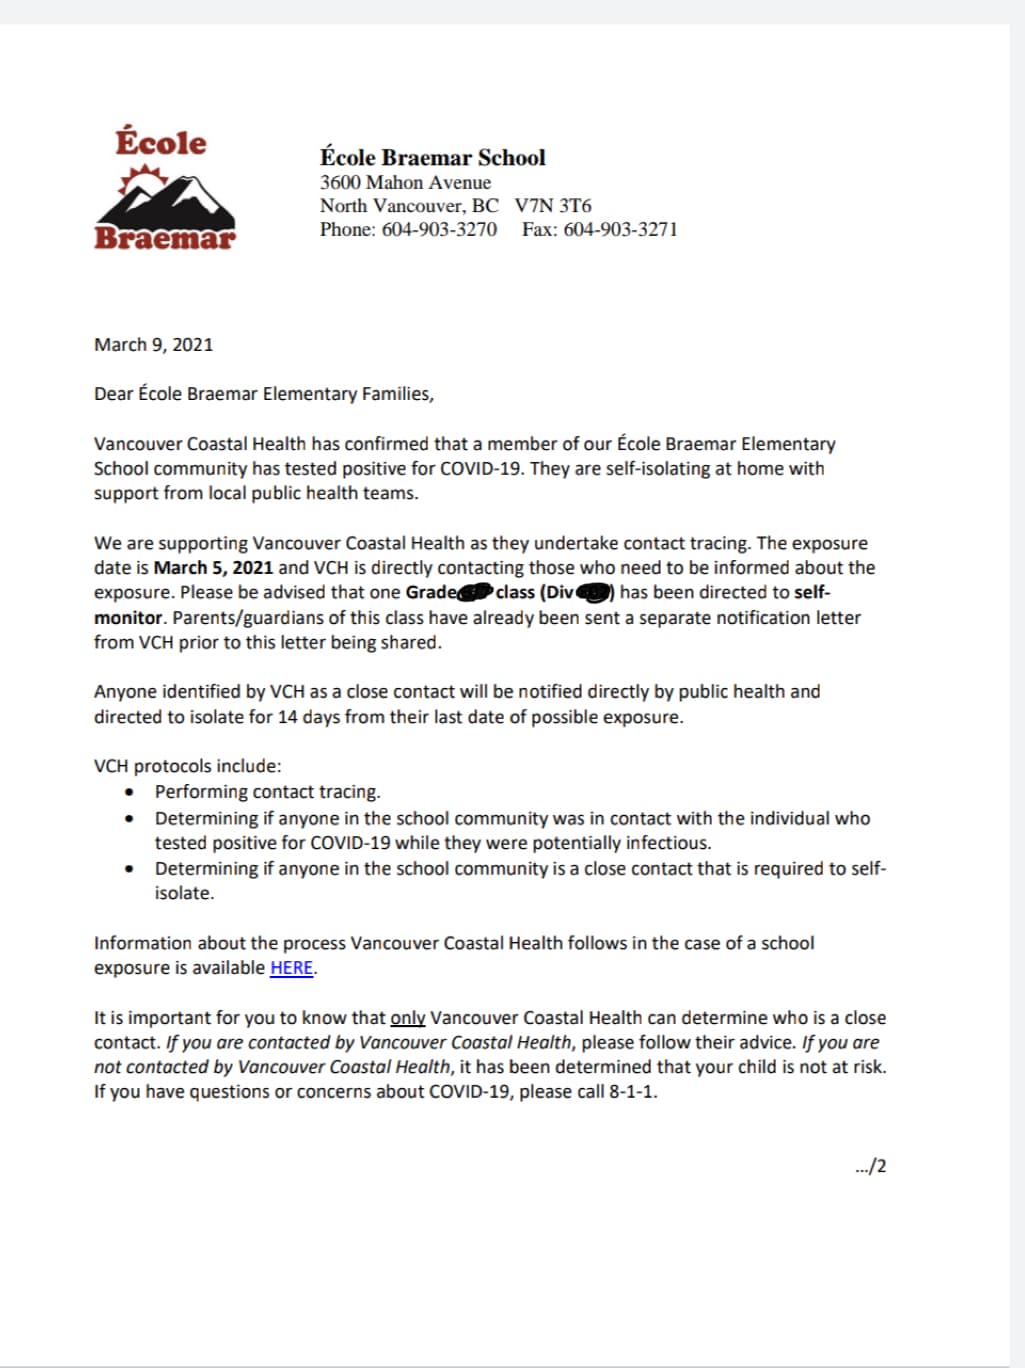 École
Braemar
École Braemar School
3600 Mahon Avenue
North Vancouver, BC V7N 3T6
Phone: 604-903-3270 Fax: 604-903-3271
March 9, 2021
Dear École Braemar Elementary Families,
Vancouver Coastal Health has confirmed that a member of our École Braemar Elementary
School community has tested positive for COVID-19. They are self-isolating at home with
support from local public health teams.
We are supporting Vancouver Coastal Health as they undertake contact tracing. The exposure
date is March 5, 2021 and VCH is directly contacting those who need to be informed about the
exposure. Please be advised that one Grade class (Div ) has been directed to self-
monitor. Parents/guardians of this class have already been sent a separate notification letter
from VCH prior to this letter being shared.
Anyone identified by VCH as a close contact will be notified directly by public health and
directed to isolate for 14 days from their last date of possible exposure.
VCH protocols include:
• Performing contact tracing.
• Determining if anyone in the school community was in contact with the individual who
tested positive for COVID-19 while they were potentially infectious.
• Determining if anyone in the school community is a close contact that is required to self-
isolate.
Information about the process Vancouver Coastal Health follows in the case of a school
exposure is available HERE.
It is important for you to know that only Vancouver Coastal Health can determine who is a close
contact. If you are contacted by Vancouver Coastal Health, please follow their advice. If you are
not contacted by Vancouver Coastal Health, it has been determined that your child is not at risk.
If you have questions or concerns about COVID-19, please call 8-1-1.
.../2